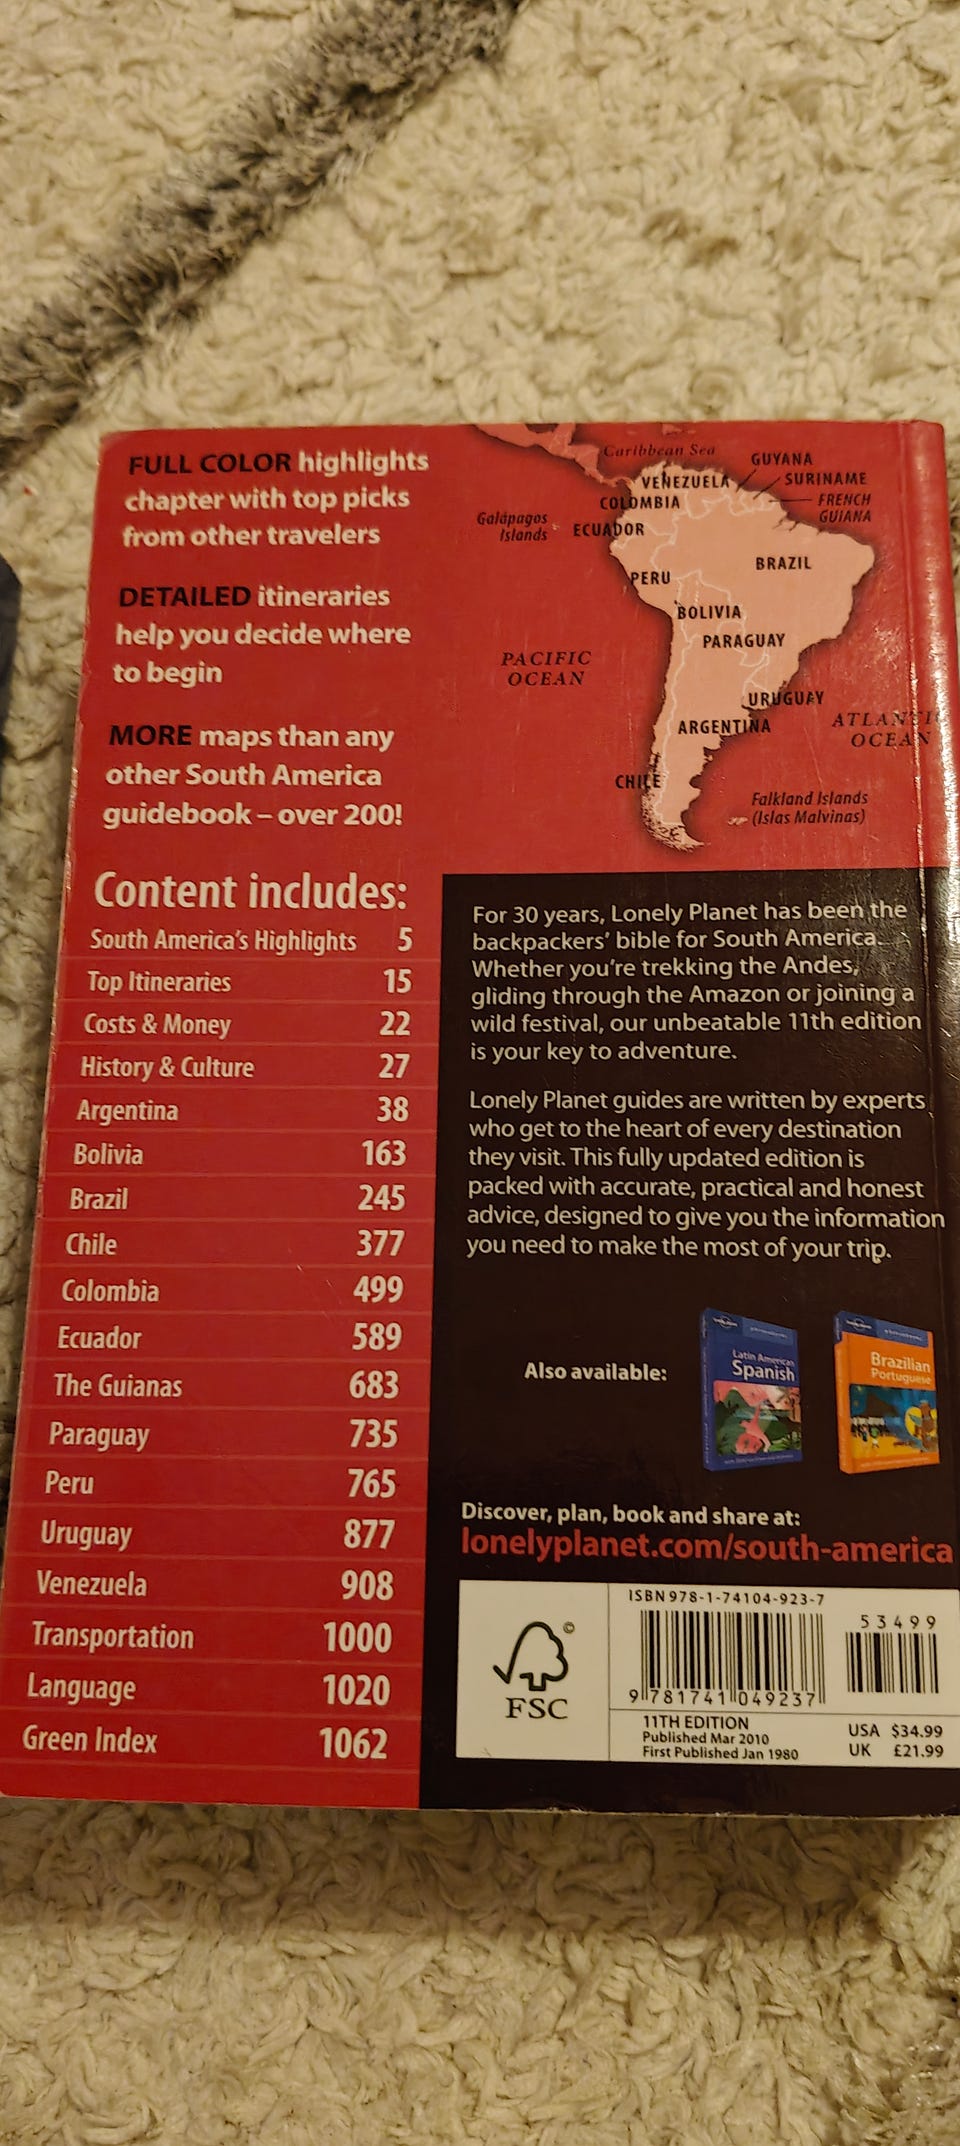 FULL COLOR highlights
chapter with top picks
from other travelers
DETAILED itineraries
help you decide where
to begin
MORE maps than any
other South America
guidebook – over 200!
Caribbean Sea
GUYANA
VENEZUELA
SURINAME
COLOMBIA
FRENCH
GUIANA
Galápagos
Islands
ECUADOR
BRAZIL
PERU
BOLIVIA
PARAGUAY
PACIFIC
OCEAN
URUGUAY
ARGENTINA
ATLANTIC
OCEAN
CHILE
Falkland Islands
(Islas Malvinas)
Content includes:
South America's Highlights 5
Top Itineraries 15
Costs & Money 22
History & Culture 27
Argentina 38
Bolivia 163
Brazil 245
Chile 377
Colombia 499
Ecuador 589
The Guianas 683
Paraguay 735
Peru 765
Uruguay 877
Venezuela 908
Transportation 1000
Language 1020
Green Index 1062
For 30 years, Lonely Planet has been the
backpackers' bible for South America.
Whether you're trekking the Andes,
gliding through the Amazon or joining a
wild festival, our unbeatable 11th edition
is your key to adventure.
Lonely Planet guides are written by experts
who get to the heart of every destination
they visit. This fully updated edition is
packed with accurate, practical and honest
advice, designed to give you the information
you need to make the most of your trip.
Also available:
Latin American
Spanish
Brazilian
Portuguese
Discover, plan, book and share at:
lonelyplanet.com/south-america
©
FSC
ISBN 978-1-74104-923-7
53499
9 781741 049237
11TH EDITION
Published Mar 2010
First Published Jan 1980
USA $34.99
UK £21.99